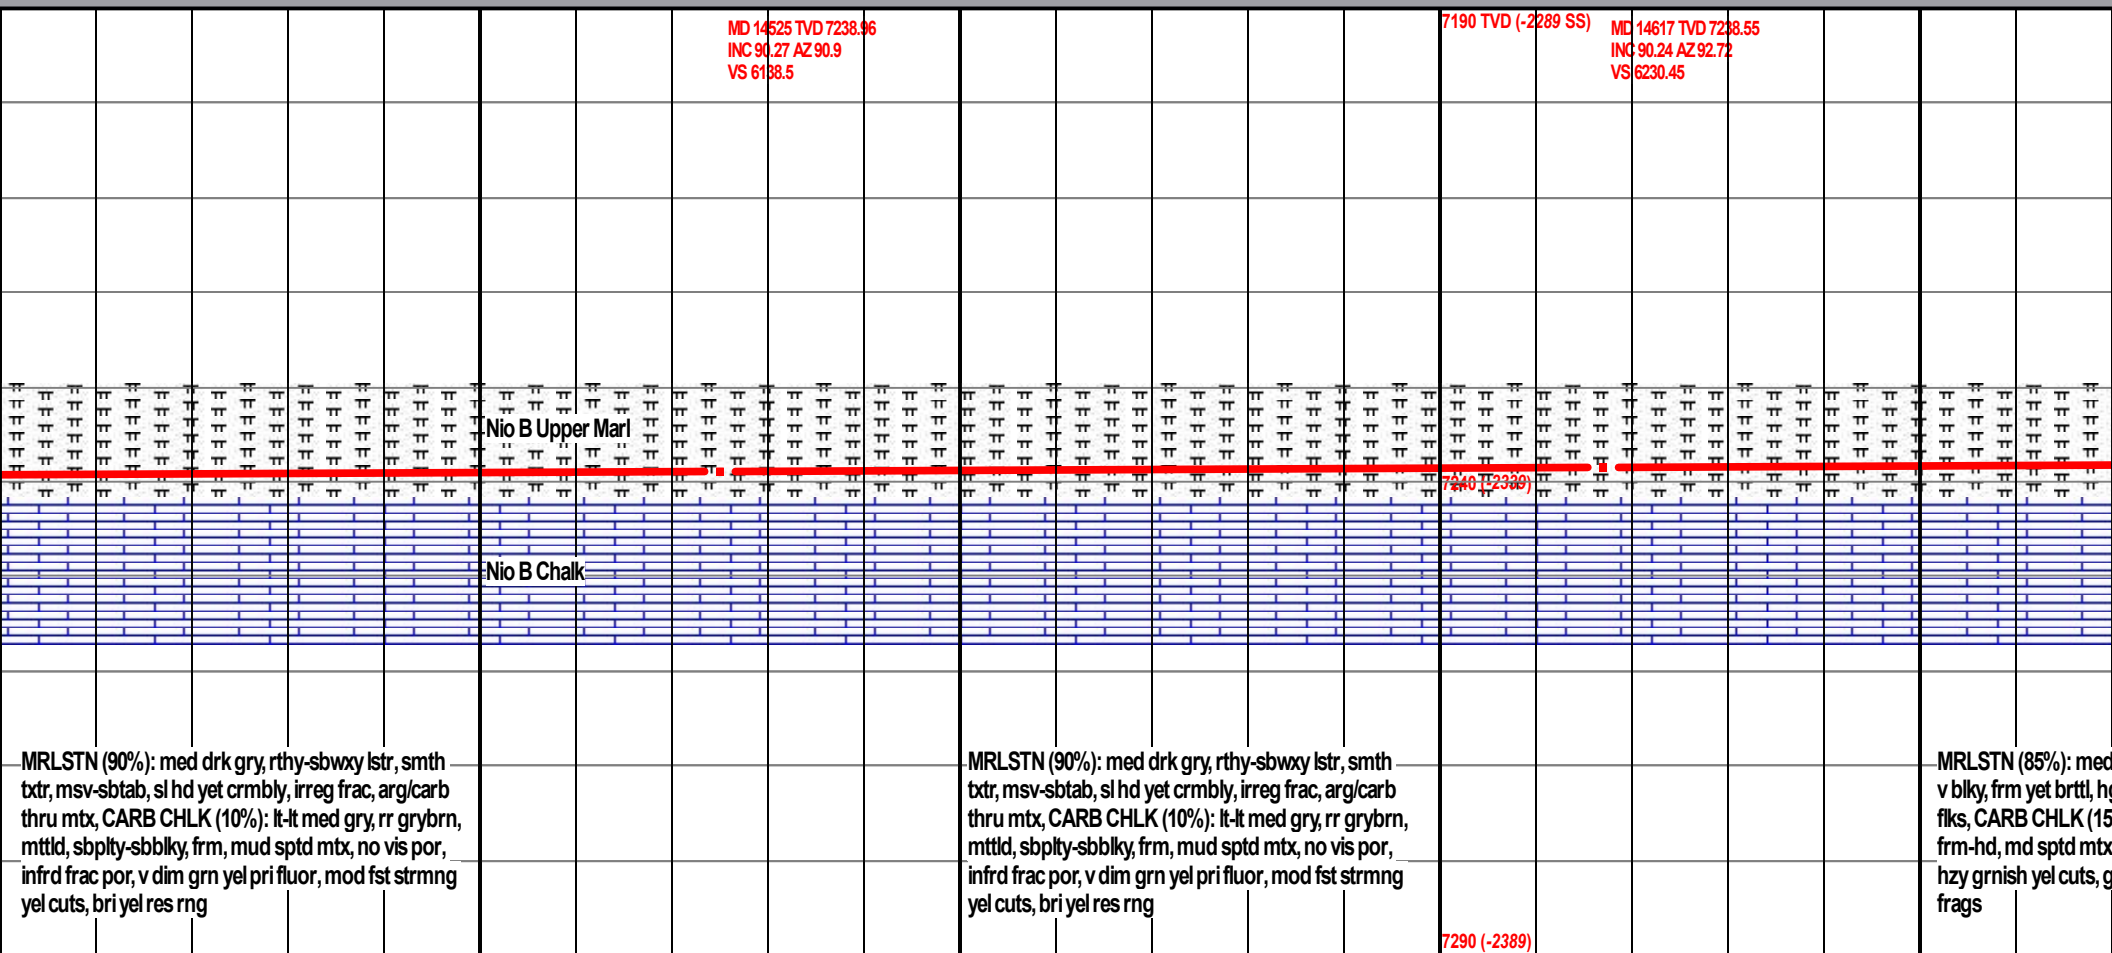 MD 14525 TVD 7238.96
INC 90.27 AZ 90.9
VS 6138.5
7190 TVD (-2289 SS)
MD 14617 TVD 7238.55
INC 90.24 AZ 92.72
VS 6230.45
Nio B Upper Marl
7240 (-2339)
Nio B Chalk
MRLSTN (90%): med drk gry, rthy-sbwxy lstr, smth
txtr, msv-sbtab, sl hd yet crmbly, irreg frac, arg/carb
thru mtx, CARB CHLK (10%): lt-lt med gry, rr grybrn,
mttld, sbplty-sbblky, frm, mud sptd mtx, no vis por,
infrd frac por, v dim grn yel pri fluor, mod fst strmng
yel cuts, bri yel res rng
MRLSTN (90%): med drk gry, rthy-sbwxy lstr, smth
txtr, msv-sbtab, sl hd yet crmbly, irreg frac, arg/carb
thru mtx, CARB CHLK (10%): lt-lt med gry, rr grybrn,
mttld, sbplty-sbblky, frm, mud sptd mtx, no vis por,
infrd frac por, v dim grn yel pri fluor, mod fst strmng
yel cuts, bri yel res rng
MRLSTN (85%): med
v blky, frm yet brttl, hg
flks, CARB CHLK (15
frm-hd, md sptd mtx
hzy grnish yel cuts, g
frags
7290 (-2389)